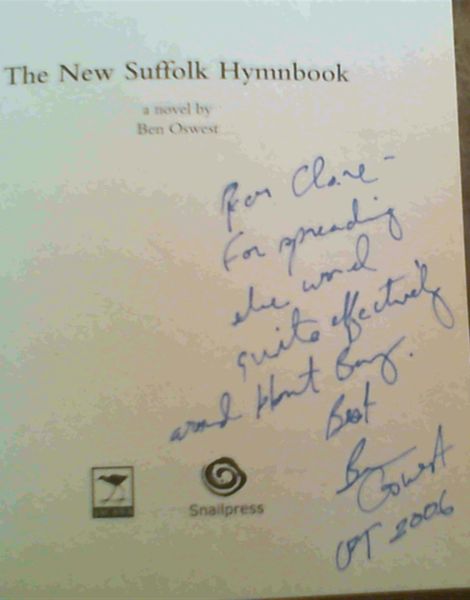 The New Suffolk Hymnbook
a novel by
Ben Oswest
For Clare -
For spreading
the word
quite effectively
around Hout Bay.
Best
Ben Oswest
CPT 2006
Snailpress